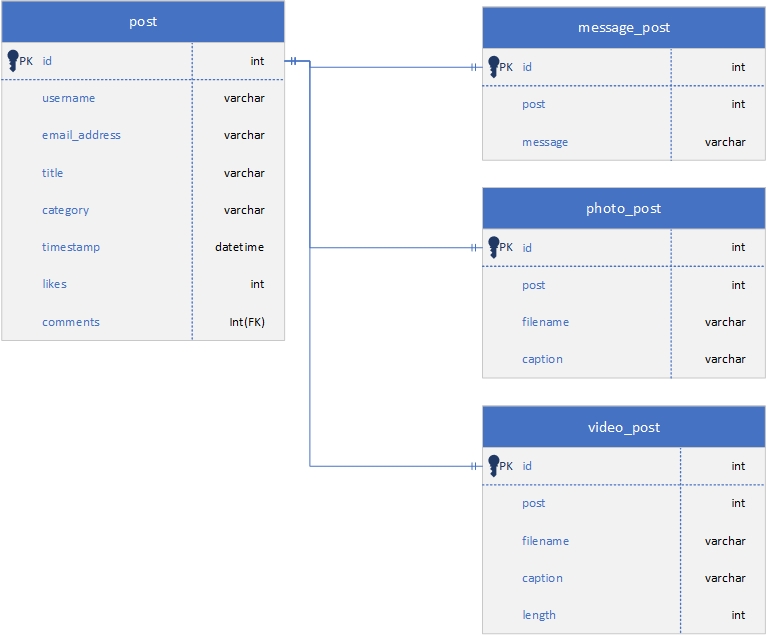 post
PK id int
username varchar
email_address varchar
title varchar
category varchar
timestamp datetime
likes int
comments Int(FK)
message_post
PK id int
post int
message varchar
photo_post
PK id int
post int
filename varchar
caption varchar
video_post
PK id int
post int
filename varchar
caption varchar
length int